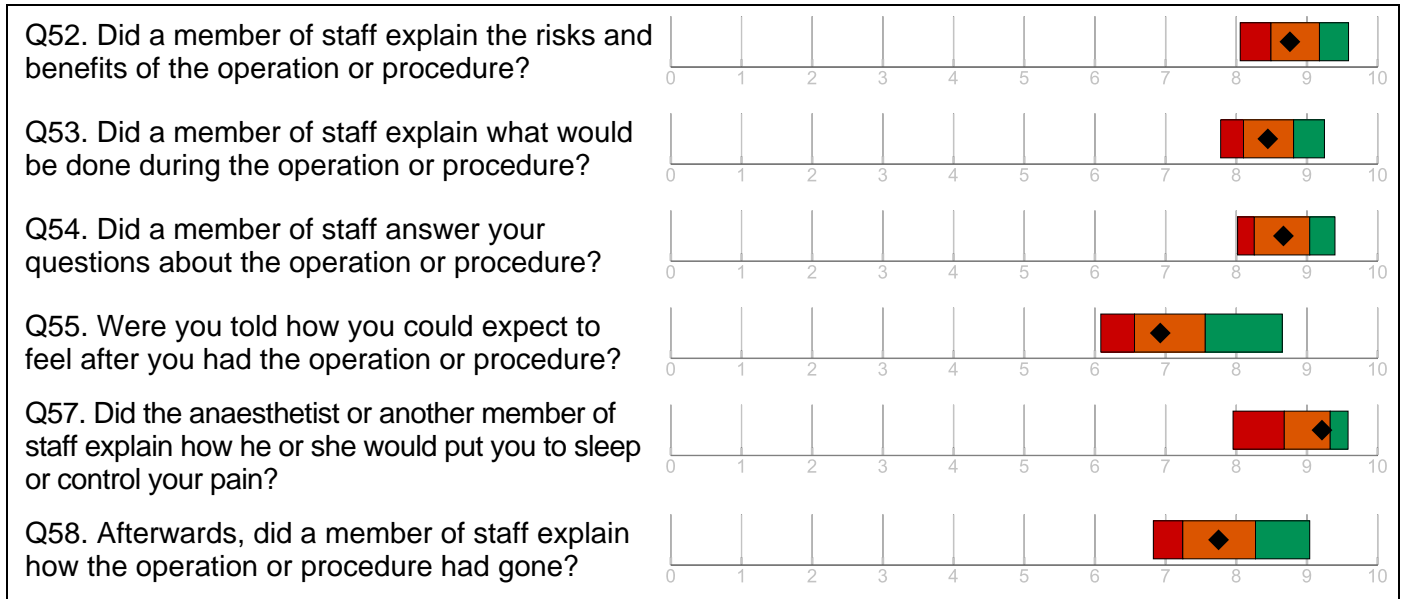 Q52. Did a member of staff explain the risks and
benefits of the operation or procedure?
0 1 2 3 4 5 6 7 8 9 10
Q53. Did a member of staff explain what would
be done during the operation or procedure?
0 1 2 3 4 5 6 7 8 9 10
Q54. Did a member of staff answer your
questions about the operation or procedure?
0 1 2 3 4 5 6 7 8 9 10
Q55. Were you told how you could expect to
feel after you had the operation or procedure?
0 1 2 3 4 5 6 7 8 9 10
Q57. Did the anaesthetist or another member of
staff explain how he or she would put you to sleep
or control your pain?
0 1 2 3 4 5 6 7 8 9 10
Q58. Afterwards, did a member of staff explain
how the operation or procedure had gone?
0 1 2 3 4 5 6 7 8 9 10